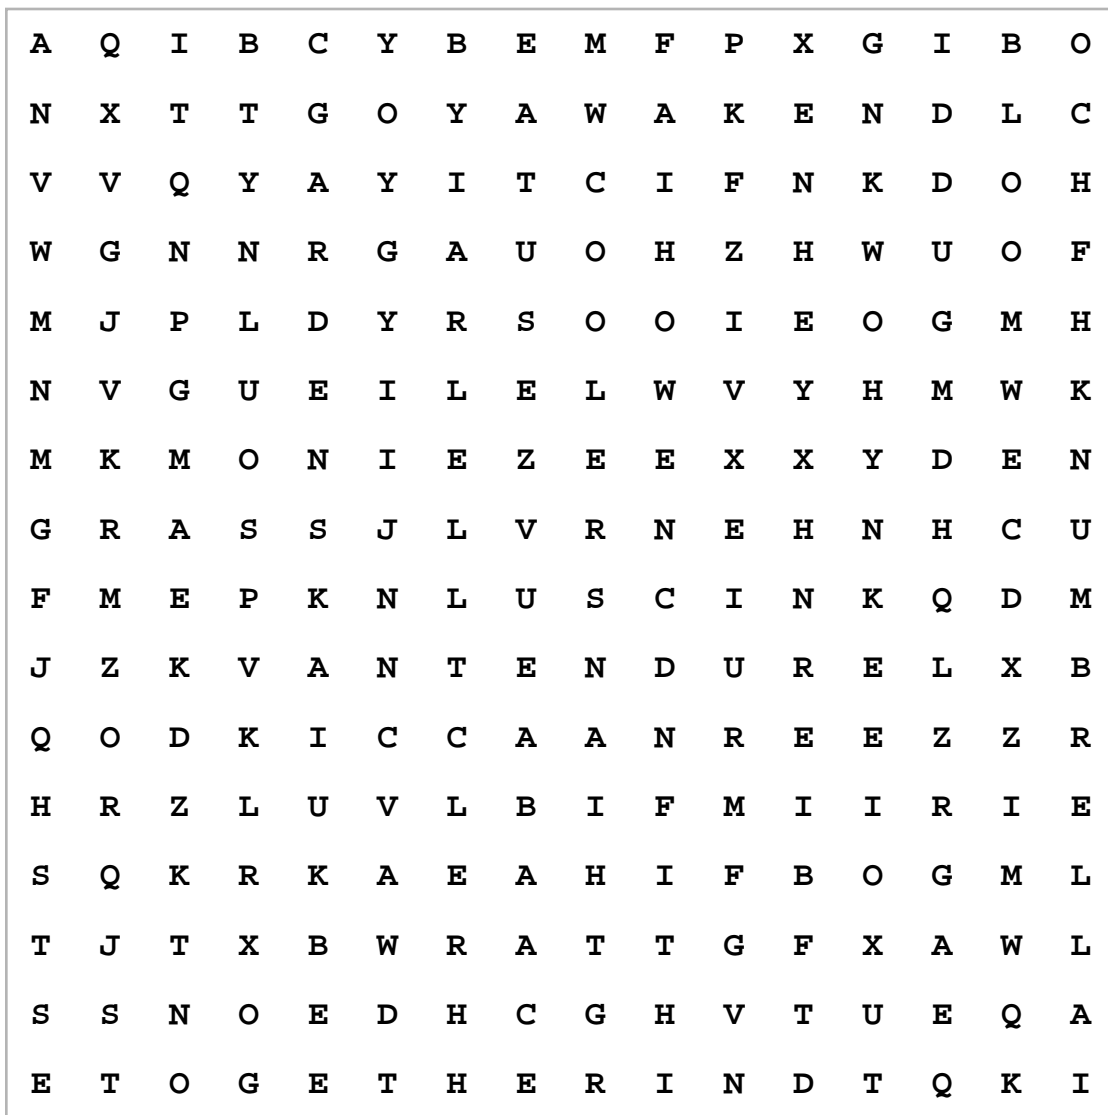 A Q I B C Y B E M F P X G I B O
N X T T G O Y A W A K E N D L C
V V Q Y A Y I T C I F N K D O H
W G N N R G A U O H Z H W U O F
M J P L D Y R S O O I E O G M H
N V G U E I L E L W V Y H M W K
M K M O N I E Z E E X X Y D E N
G R A S S J L V R N E H N H C U
F M E P K N L U S C I N K Q D M
J Z K V A N T E N D U R E L X B
Q O D K I C C A A N R E E Z Z R
H R Z L U V L B I F M I I R I E
S Q K R K A E A H I F B O G M L
T J T X B W R A T T G F X A W L
S S N O E D H C G H V T U E Q A
E T O G E T H E R I N D T Q K I